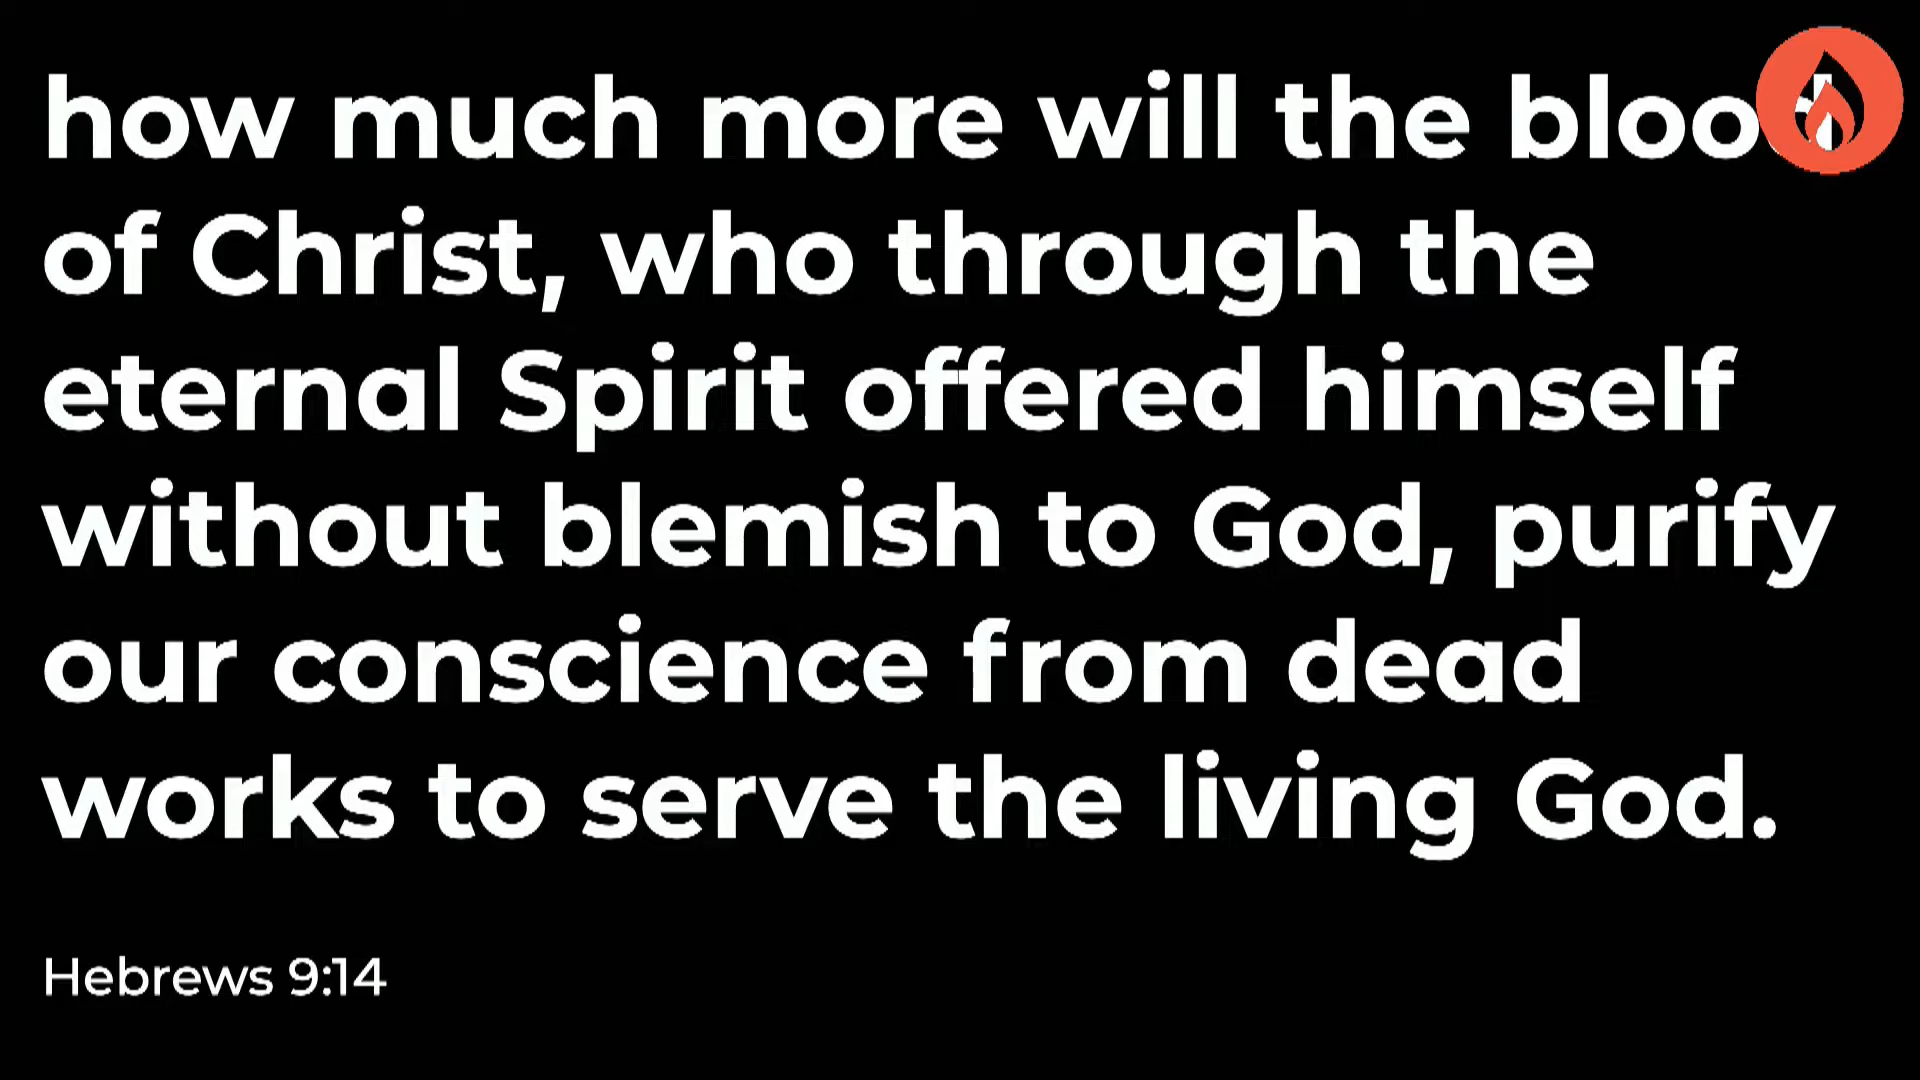 how much more will the blood
of Christ, who through the
eternal Spirit offered himself
without blemish to God, purify
our conscience from dead
works to serve the living God.
Hebrews 9:14